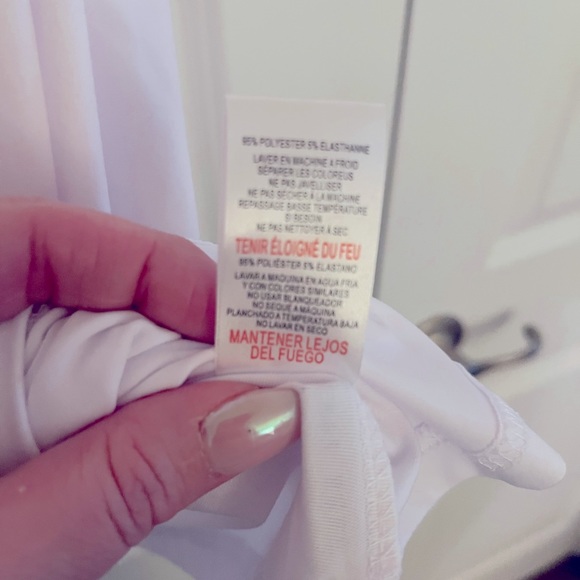 95% POLYESTER 5% ELASTHANNE
LAVER EN MACHINE A FROID
SÉPARER LES COLOREUS
NE PAS JAVELLISER
NE PAS SÉCHER À LA MACHINE
REPASSAGE BASSE TEMPÉRATURE
SI BESOIN
NE PAS NETTOYER À SEC
TENIR ÉLOIGNÉ DU FEU
95% POLIÉSTER 5% ELASTANO
LAVAR A MAQUINA EN AGUA FRIA
Y CON COLORES SIMILARES
NO USAR BLANQUEADOR
NO SEQUE A MÁQUINA
PLANCHADO A TEMPERATURA BAJA
NO LAVAR EN SECO
MANTENER LEJOS
DEL FUEGO